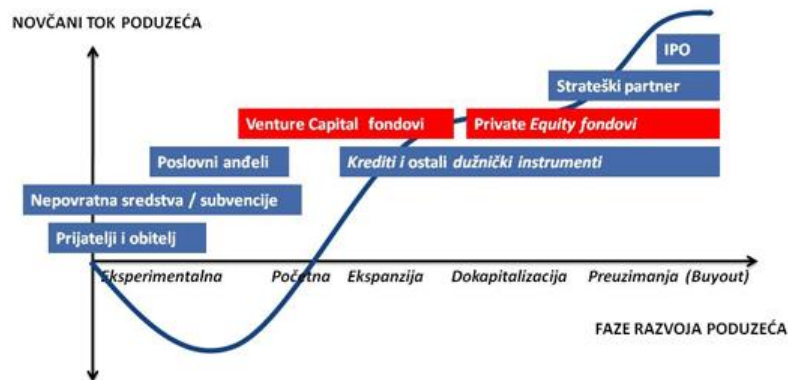 NOVČANI TOK PODUZEĆA
IPO
Strateški partner
Venture Capital fondovi
Private Equity fondovi
Poslovni anđeli
Krediti i ostali dužnički instrumenti
Nepovratna sredstva / subvencije
Prijatelji i obitelj
Eksperimentalna
Početna
Ekspanzija
Dokapitalizacija
Preuzimanja (Buyout)
FAZE RAZVOJA PODUZEĆA